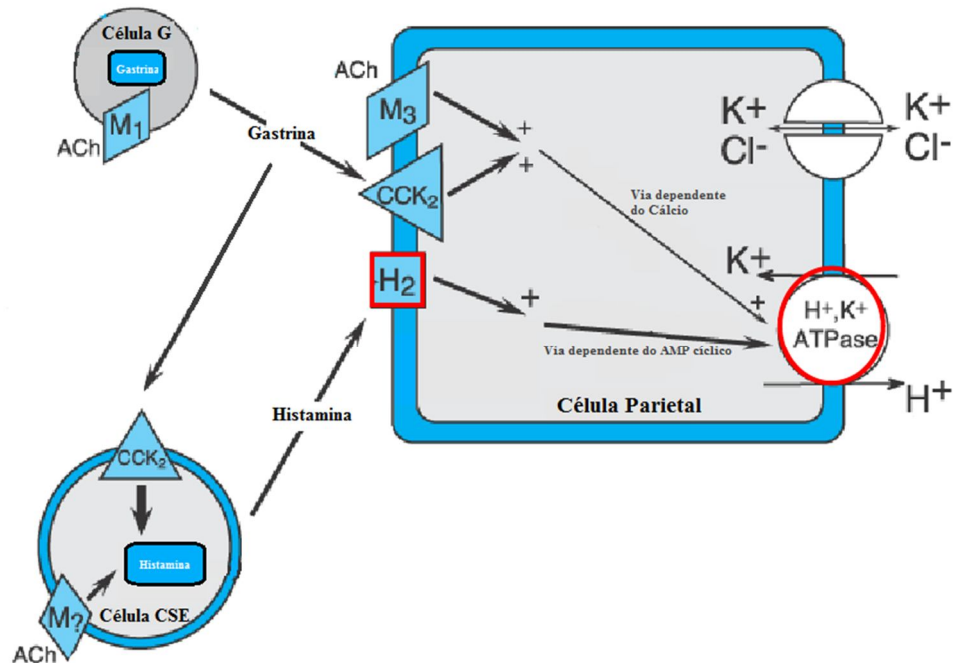 Célula G
Gastrina
M1
ACh
Gastrina
ACh
M3
CCK2
H2
+
+
+
Via dependente
do Cálcio
+
Via dependente do AMP cíclico
Célula Parietal
K+
Cl-
K+
Cl-
K+
H+,K+
ATPase
H+
Histamina
CCK2
Histamina
Célula CSE
M?
ACh